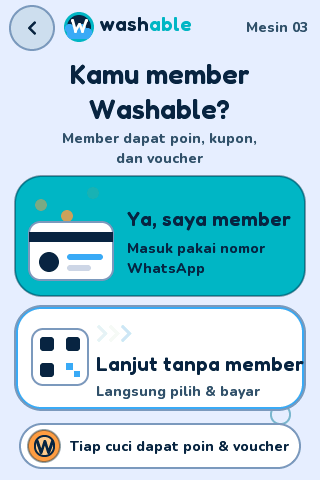 washable
Mesin 03
Kamu member
Washable?
Member dapat poin, kupon,
dan voucher
Ya, saya member
Masuk pakai nomor
WhatsApp
Lanjut tanpa member
Langsung pilih & bayar
Tiap cuci dapat poin & voucher